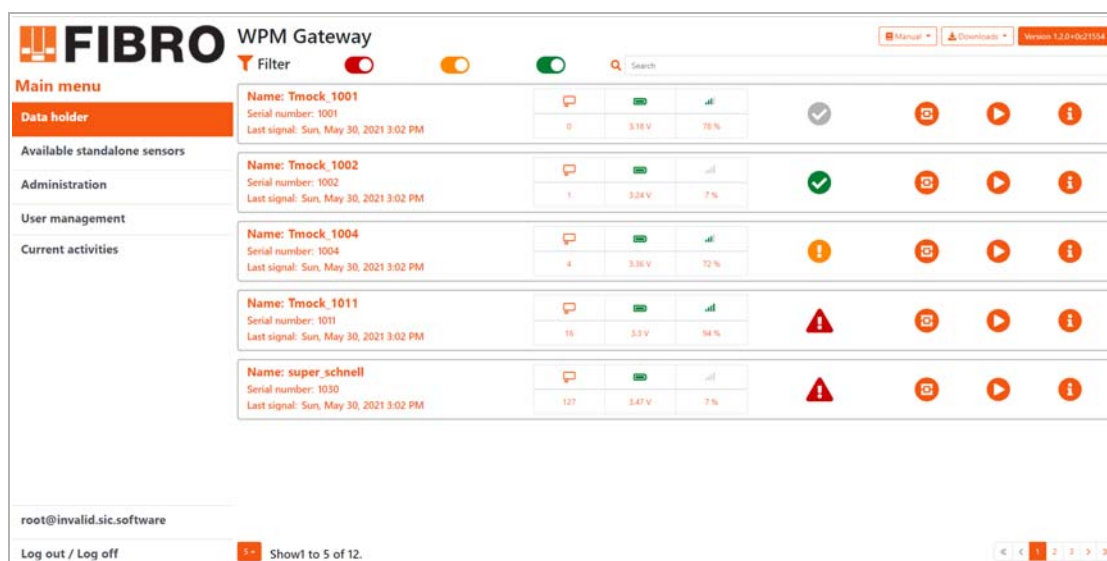 FIBRO
WPM Gateway
Manual
Downloads
Version 1.2.0+0c21554
Filter
Search
Main menu
Data holder
Available standalone sensors
Administration
User management
Current activities
Name: Tmock_1001
Serial number: 1001
Last signal: Sun, May 30, 2021 3:02 PM
0 3.18 V 78 %
Name: Tmock_1002
Serial number: 1002
Last signal: Sun, May 30, 2021 3:02 PM
1 3.24 V 7 %
Name: Tmock_1004
Serial number: 1004
Last signal: Sun, May 30, 2021 3:02 PM
4 3.36 V 72 %
Name: Tmock_1011
Serial number: 1011
Last signal: Sun, May 30, 2021 3:02 PM
16 3.3 V 94 %
Name: super_schnell
Serial number: 1030
Last signal: Sun, May 30, 2021 3:02 PM
127 3.47 V 7 %
root@invalid.sic.software
Log out / Log off
5 Show1 to 5 of 12.
« ‹ 1 2 3 › 3